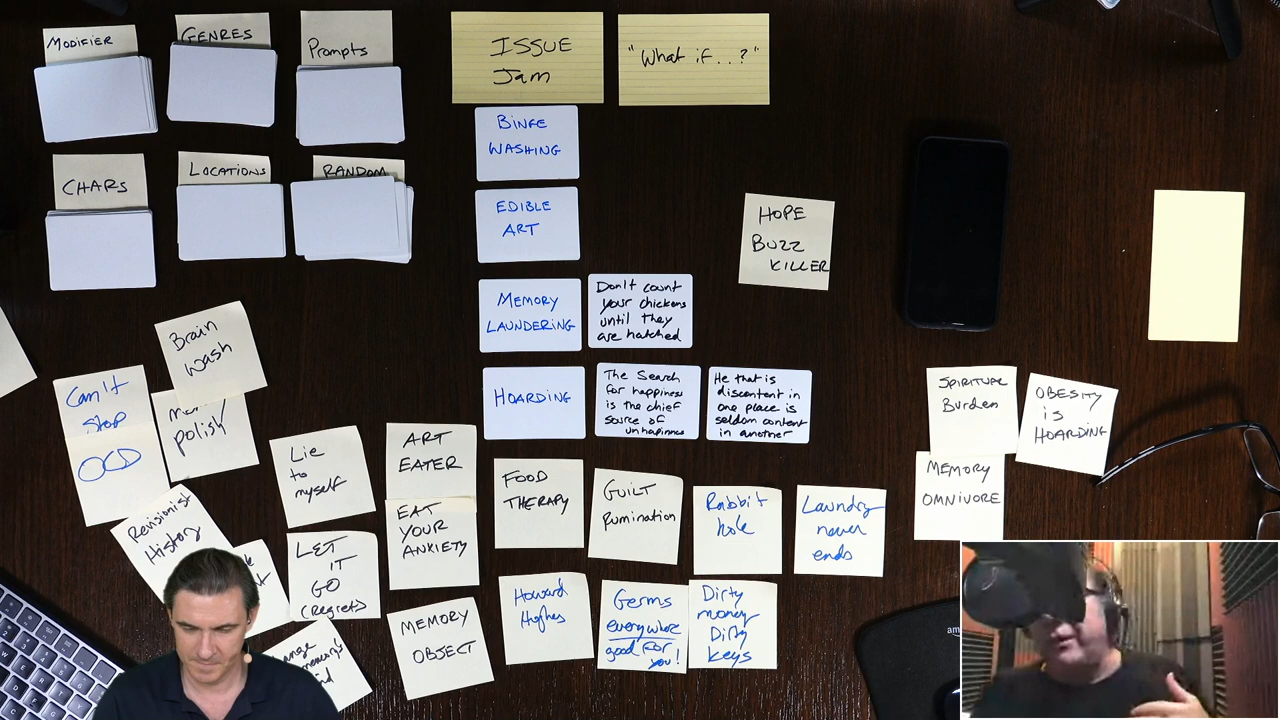 MODIFIER
GENRES
Prompts
ISSUE
Jam
"What if..?"
CHARS
LOCATIONS
RANDOM
BINGE
WASHING
EDIBLE
ART
HOPE
BUZZ
KILLER
MEMORY
LAUNDERING
Don't count
your chickens
until they
are hatched
HOARDING
The Search
for happiness
is the chief
source of
unhappiness
He that is
discontent in
one place is
seldom content
in another
Brain
Wash
Can't
Stop
OCD
polish
Lie
to
myself
ART
EATER
EAT
YOUR
ANXIETY
FOOD
THERAPY
GUILT
Rumination
Rabbit
hole
Laundry
never
ends
SPIRITUAL
Burden
OBESITY
is
HOARDING
MEMORY
OMNIVORE
Revisionist
History
LET
IT
GO
(regrets)
MEMORY
OBJECT
Howard
Hughes
Germs
everywhere
good for
you!
Dirty
money
Dirty
keys